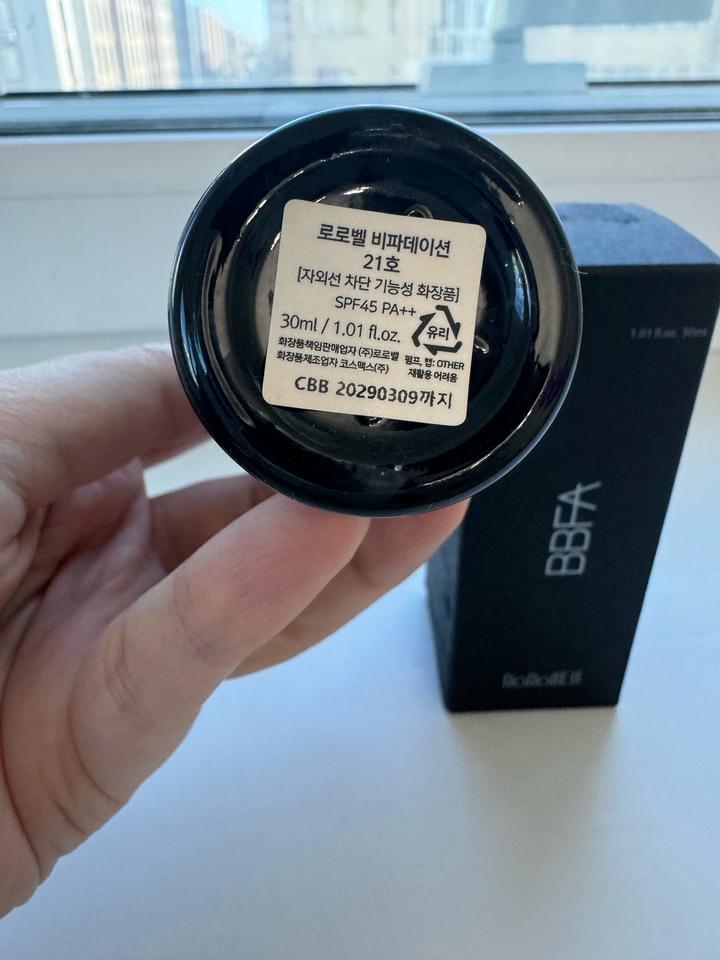 로로벨 비파데이션
21호
[자외선 차단 기능성 화장품]
SPF45 PA++
30ml / 1.01 fl.oz.
유리
화장품책임판매업자 (주)로로벨
화장품제조업자 코스맥스(주)
펌프, 캡: OTHER
재활용 어려움
CBB 20290309까지
1.01 fl.oz. 30ml
BBFA